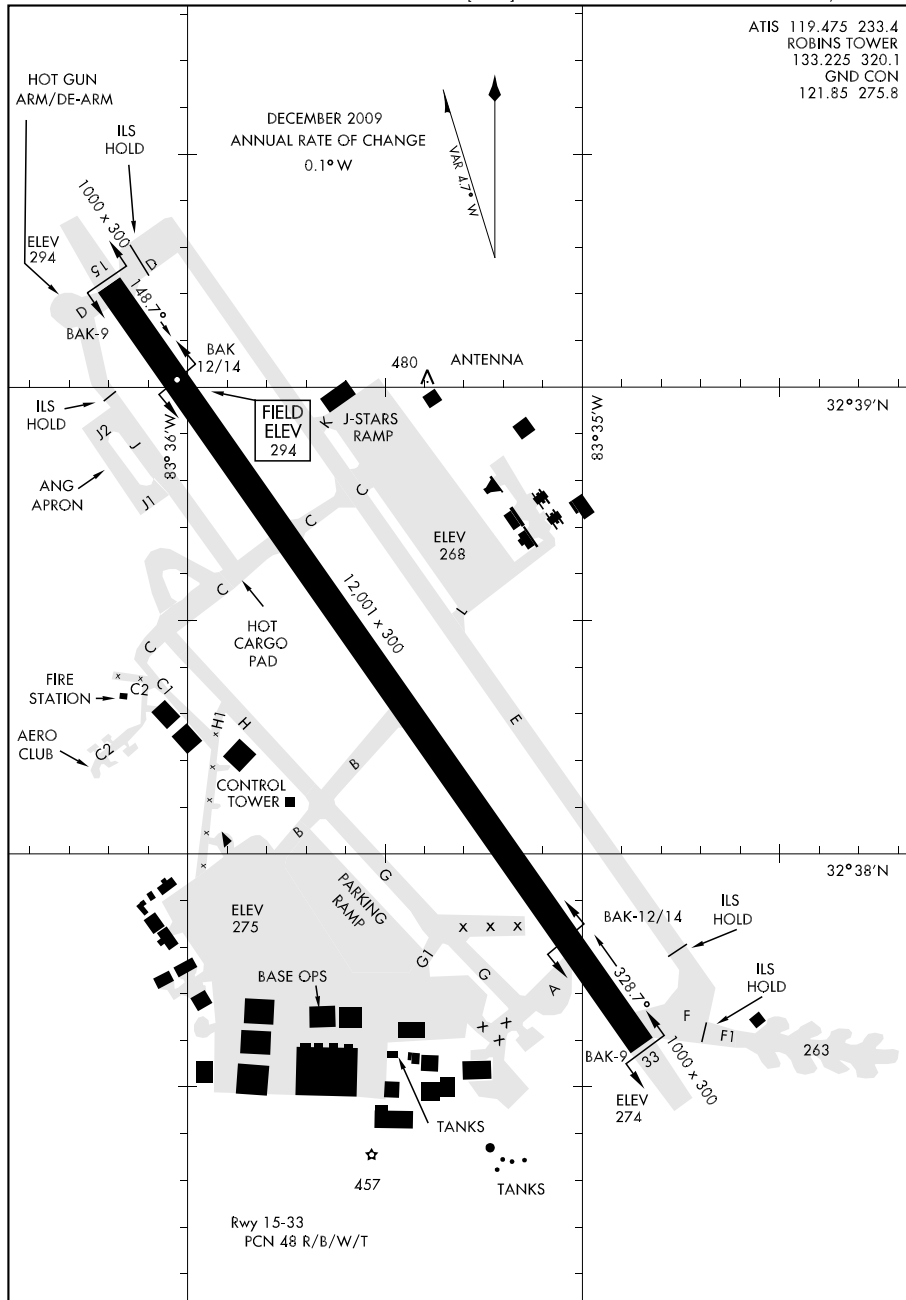 ATIS 119.475 233.4
ROBINS TOWER
133.225 320.1
GND CON
121.85 275.8
HOT GUN
ARM/DE-ARM
ILS
HOLD
DECEMBER 2009
ANNUAL RATE OF CHANGE
0.1° W
VAR 4.7° W
1000 x 300
ELEV
294
15
D
D
148.7°
BAK-9
BAK
12/14
480
ANTENNA
32°39'N
FIELD
ELEV
294
K
J-STARS
RAMP
83°36'W
83°35'W
ILS
HOLD
J2
J
J1
ANG
APRON
C
C
ELEV
268
12,001 x 300
C
HOT
CARGO
PAD
L
C
FIRE
STATION
C2
C1
AERO
CLUB
C2
H1
H
E
B
CONTROL
TOWER
B
32°38'N
G
PARKING
RAMP
ELEV
275
X X X
BAK-12/14
ILS
HOLD
G1
G
A
328.7°
ILS
HOLD
BASE OPS
F
F1
263
BAK-9
33
1000 x 300
ELEV
274
TANKS
457
TANKS
Rwy 15-33
PCN 48 R/B/W/T